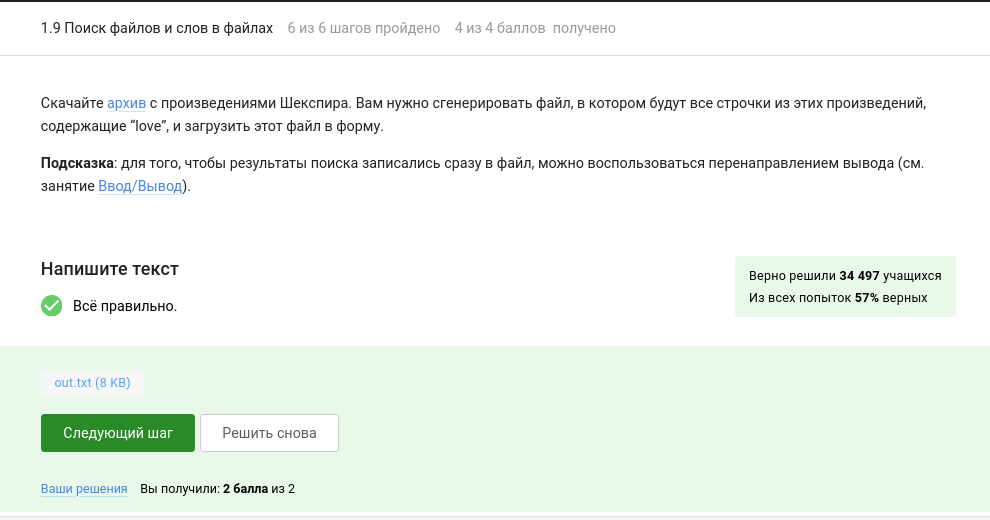 1.9 Поиск файлов и слов в файлах 6 из 6 шагов пройдено 4 из 4 баллов получено
Скачайте архив с произведениями Шекспира. Вам нужно сгенерировать файл, в котором будут все строчки из этих произведений,
содержащие “love”, и загрузить этот файл в форму.
Подсказка: для того, чтобы результаты поиска записались сразу в файл, можно воспользоваться перенаправлением вывода (см.
занятие Ввод/Вывод).
Напишите текст
Верно решили 34 497 учащихся
Из всех попыток 57% верных
Всё правильно.
out.txt (8 KB)
Следующий шаг Решить снова
Ваши решения Вы получили: 2 балла из 2